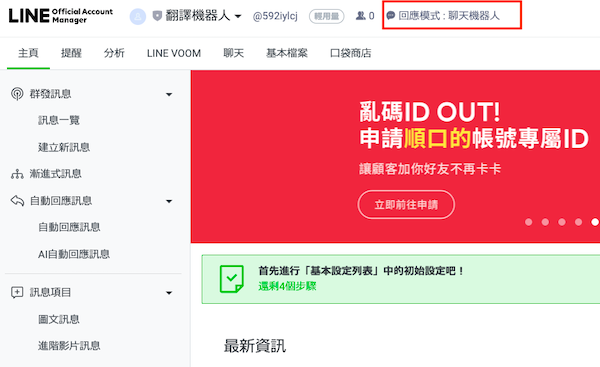 LINE Official Account Manager
翻譯機器人 @592iylcj 輕用量 0 回應模式 : 聊天機器人
主頁 提醒 分析 LINE VOOM 聊天 基本檔案 口袋商店
群發訊息
訊息一覽
建立新訊息
漸進式訊息
自動回應訊息
自動回應訊息
AI自動回應訊息
訊息項目
圖文訊息
進階影片訊息
亂碼ID OUT!
申請順口的帳號專屬ID
讓顧客加你好友不再卡卡
立即前往申請
首先進行「基本設定列表」中的初始設定吧！
還剩4個步驟
最新資訊